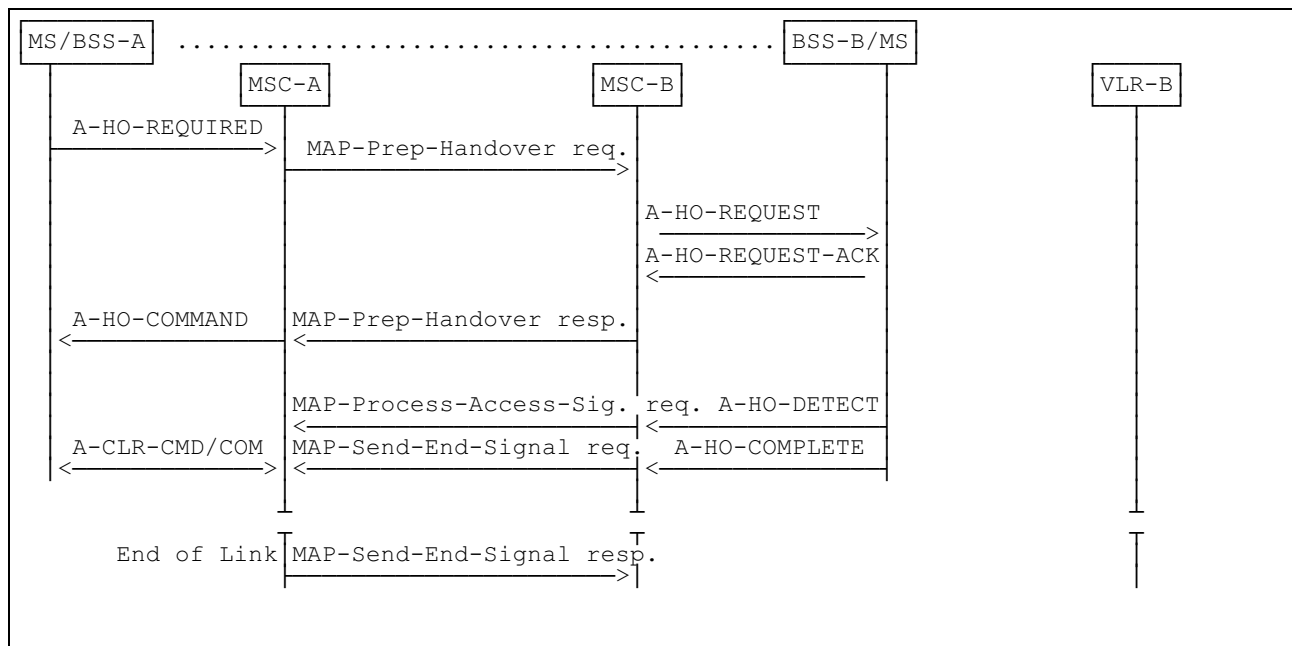 MS/BSS-A ......................................... BSS-B/MS
MSC-A MSC-B VLR-B
A-HO-REQUIRED
MAP-Prep-Handover req.
A-HO-REQUEST
A-HO-REQUEST-ACK
A-HO-COMMAND MAP-Prep-Handover resp.
MAP-Process-Access-Sig. req. A-HO-DETECT
A-CLR-CMD/COM MAP-Send-End-Signal req. A-HO-COMPLETE
End of Link MAP-Send-End-Signal resp.